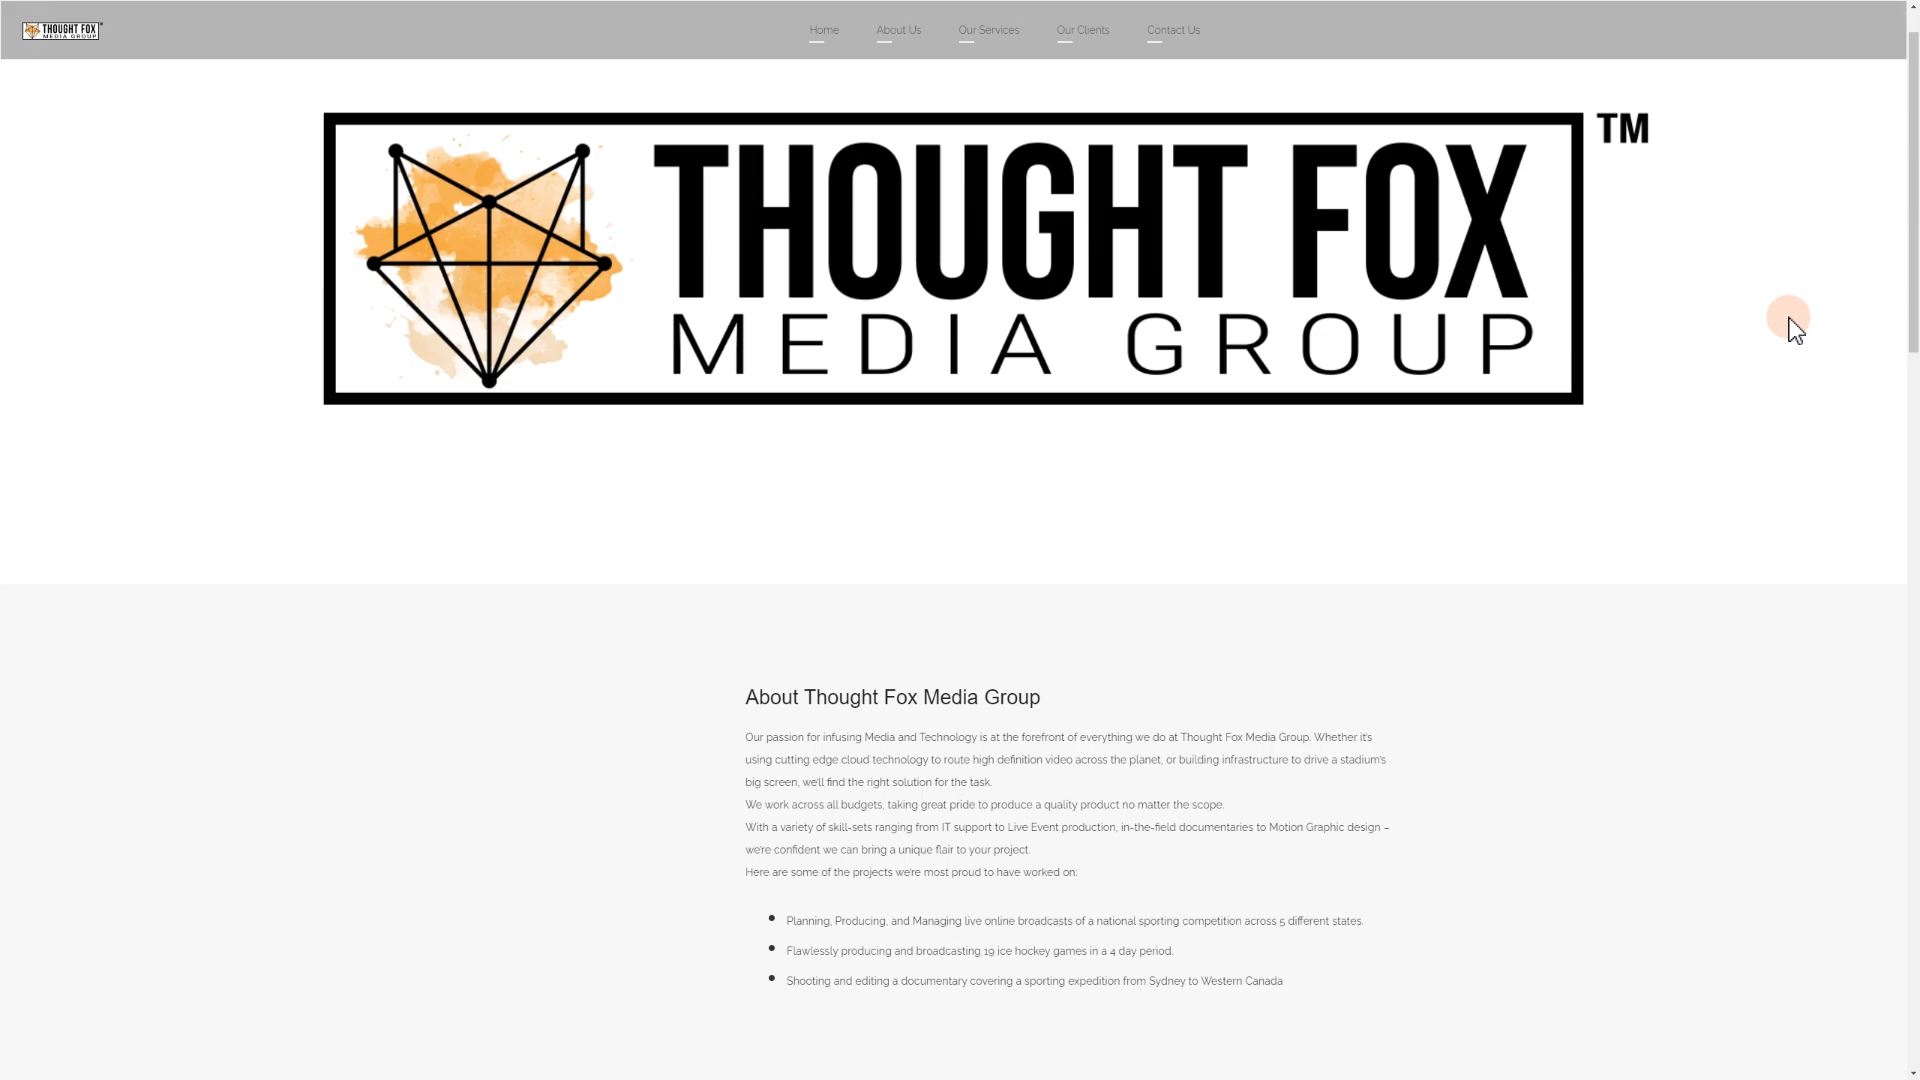 THOUGHT FOX
MEDIA GROUP
Home About Us Our Services Our Clients Contact Us
THOUGHT FOX TM
MEDIA GROUP
About Thought Fox Media Group
Our passion for infusing Media and Technology is at the forefront of everything we do at Thought Fox Media Group. Whether it's
using cutting edge cloud technology to route high definition video across the planet, or building infrastructure to drive a stadium's
big screen, we'll find the right solution for the task.
We work across all budgets, taking great pride to produce a quality product no matter the scope.
With a variety of skill-sets ranging from IT support to Live Event production, in-the-field documentaries to Motion Graphic design –
we're confident we can bring a unique flair to your project.
Here are some of the projects we're most proud to have worked on:
• Planning, Producing, and Managing live online broadcasts of a national sporting competition across 5 different states.
• Flawlessly producing and broadcasting 19 ice hockey games in a 4 day period.
• Shooting and editing a documentary covering a sporting expedition from Sydney to Western Canada